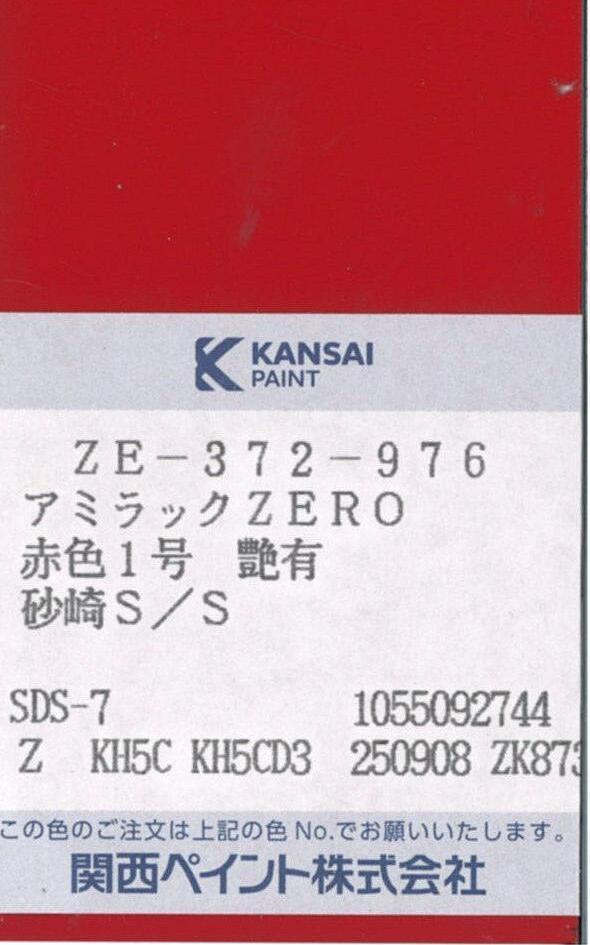 KANSAI
PAINT
ZE-372-976
アミラックZERO
赤色1号 艶有
砂崎S/S
SDS-7 1055092744
Z KH5C KH5CD3 250908 ZK873
この色のご注文は上記の色No.でお願いいたします。
関西ペイント株式会社